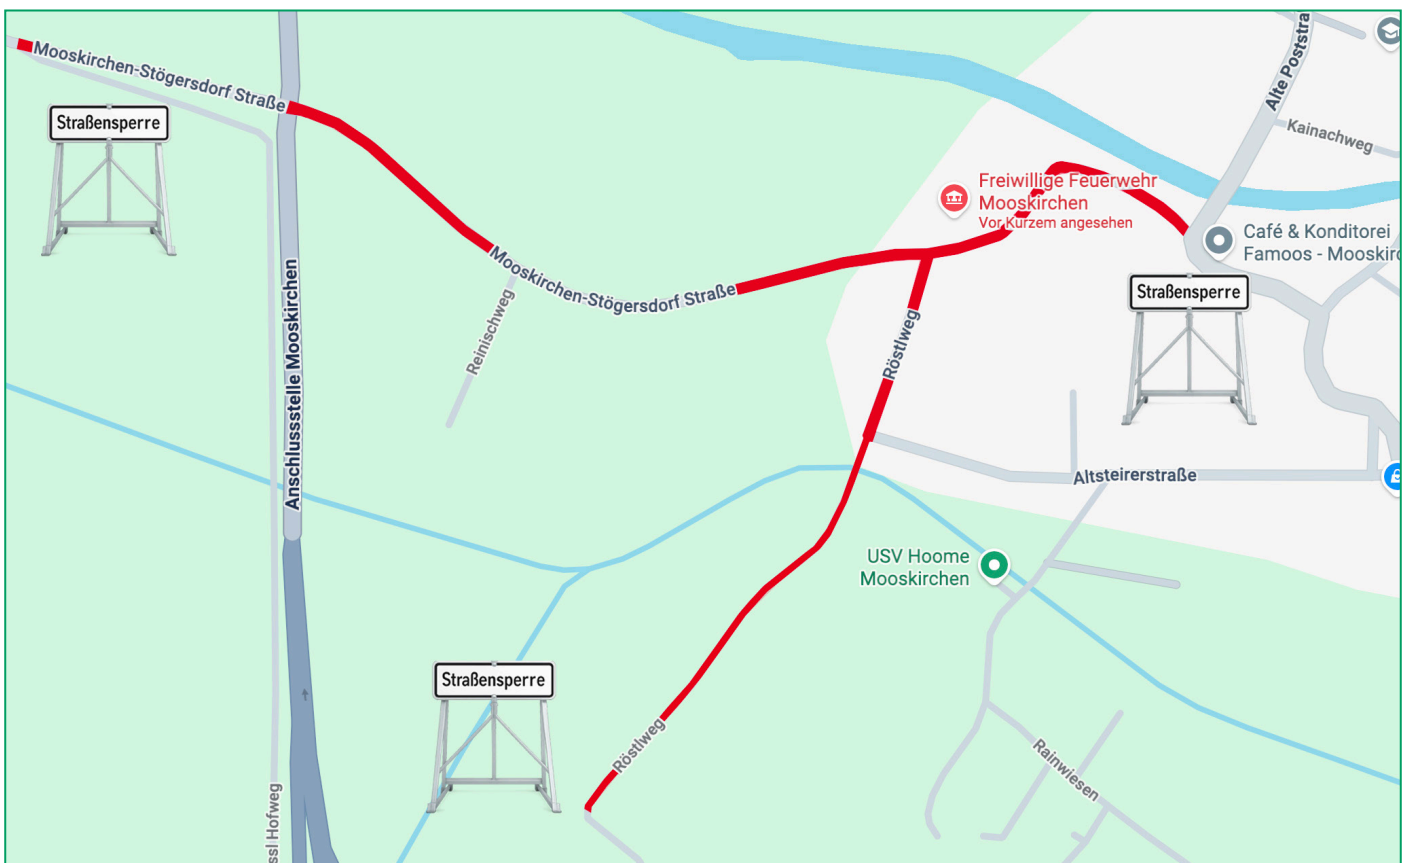 Mooskirchen-Stögersdorf Straße
Straßensperre
Alte Poststra
Kainachweg
Freiwillige Feuerwehr
Mooskirchen
Vor Kurzem angesehen
Café & Konditorei
Famoos - Mooskirc
Straßensperre
Mooskirchen-Stögersdorf Straße
Anschlussstelle Mooskirchen
Reinischweg
Röstlweg
Altsteirerstraße
USV Hoome
Mooskirchen
Straßensperre
Röstlweg
Rainwiesen
ssl Hofweg